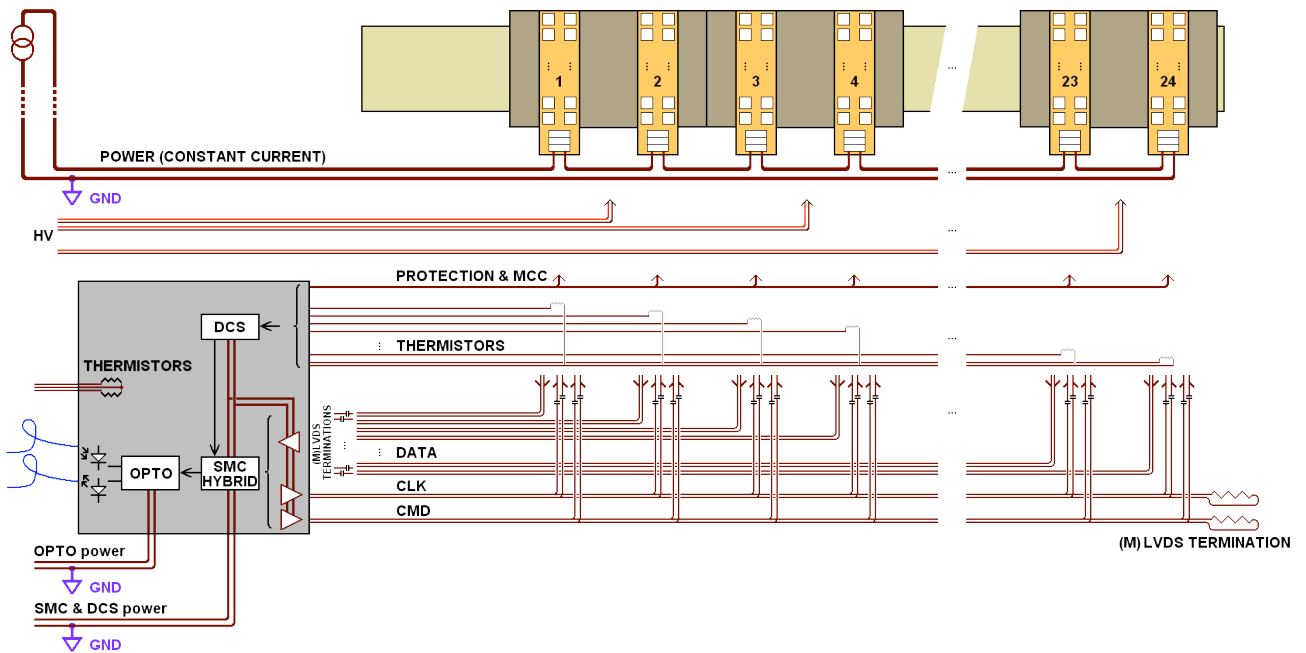 1 2 3 4 ... 23 24
POWER (CONSTANT CURRENT)
...
GND
HV
...
PROTECTION & MCC
...
DCS
THERMISTORS
...
THERMISTORS
(M)LVDS
TERMINATIONS
...
DATA
SMC
HYBRID
OPTO
CLK
CMD
(M) LVDS TERMINATION
OPTO power
GND
SMC & DCS power
GND